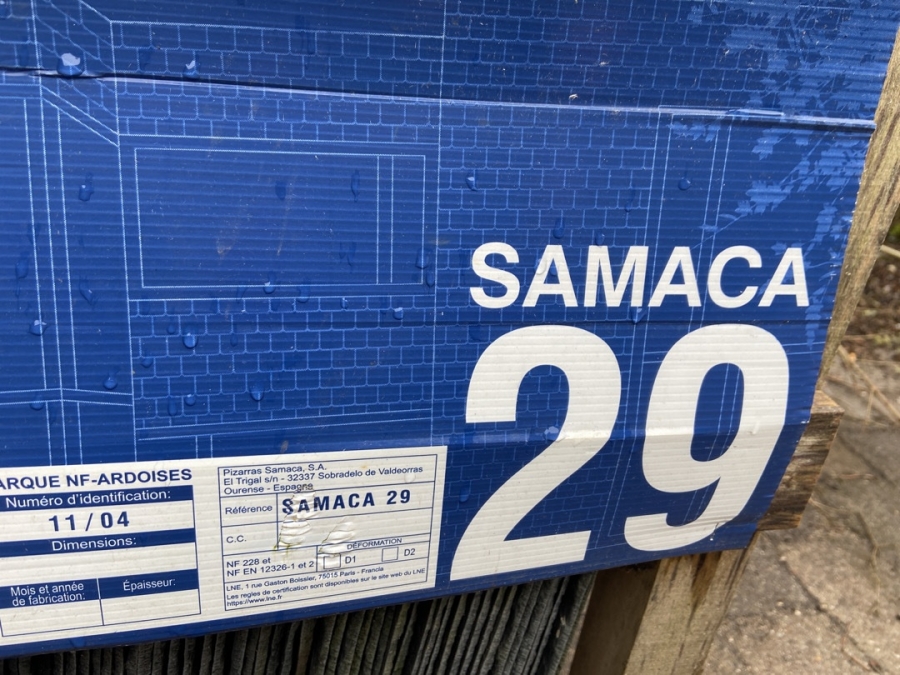 SAMACA
29
ARQUE NF-ARDOISES
Numéro d'identification:
11/04
Dimensions:
Mois et année
de fabrication:
Épaisseur:
Pizarras Samaca, S.A.
El Trigal s/n - 32337 Sobradelo de Valdeorras
Ourense - Espagne
Référence
SAMACA 29
C.C.
DÉFORMATION
NF 228 et
NF EN 12326-1 et 2
D1
D2
LNE. 1 rue Gaston Boissier, 75015 Paris - Francia
Les regles de certification sont disponibles sur le site web du LNE
https://www.lne.fr